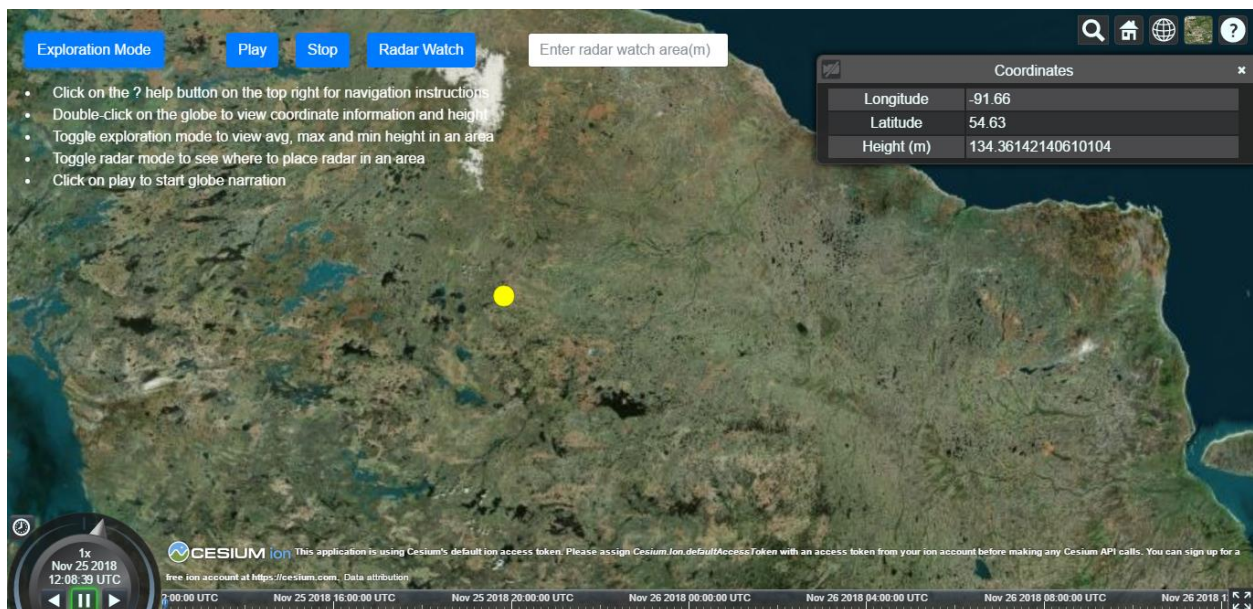 Exploration Mode
Play
Stop
Radar Watch
Enter radar watch area(m)
?
Click on the ? help button on the top right for navigation instructions
Double-click on the globe to view coordinate information and height
Toggle exploration mode to view avg, max and min height in an area
Toggle radar mode to see where to place radar in an area
Click on play to start globe narration
Coordinates ×
Longitude -91.66
Latitude 54.63
Height (m) 134.36142140610104
1x
Nov 25 2018
12:08:39 UTC
CESIUM ion This application is using Cesium's default ion access token. Please assign Cesium.Ion.defaultAccessToken with an access token from your ion account before making any Cesium API calls. You can sign up for a
free ion account at https://cesium.com. Data attribution
2:00:00 UTC Nov 25 2018 16:00:00 UTC Nov 25 2018 20:00:00 UTC Nov 26 2018 00:00:00 UTC Nov 26 2018 04:00:00 UTC Nov 26 2018 08:00:00 UTC Nov 26 2018 1